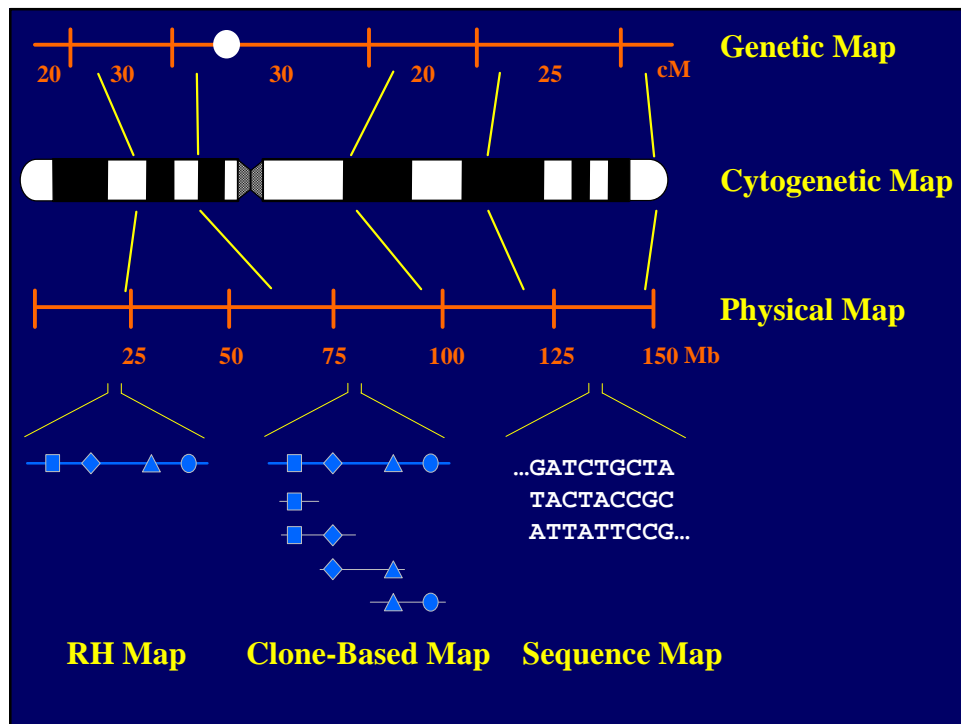 Genetic Map
20 30 30 20 25 cM
Cytogenetic Map
Physical Map
25 50 75 100 125 150 Mb
...GATCTGCTA
TACTACCGC
ATTATTCCG...
RH Map Clone-Based Map Sequence Map